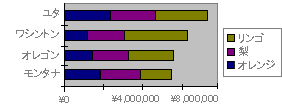 ユタ
ワシントン
オレゴン
モンタナ
¥0
¥4,000,000
¥8,000,000
リンゴ
梨
オレンジ